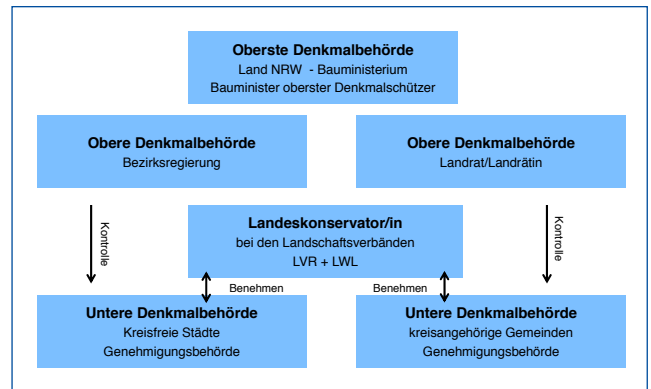 Oberste Denkmalbehörde
Land NRW - Bauministerium
Bauminister oberster Denkmalschützer
Obere Denkmalbehörde
Bezirksregierung
Obere Denkmalbehörde
Landrat/Landrätin
Kontrolle
Landeskonservator/in
bei den Landschaftsverbänden
LVR + LWL
Kontrolle
Benehmen
Benehmen
Untere Denkmalbehörde
Kreisfreie Städte
Genehmigungsbehörde
Untere Denkmalbehörde
kreisangehörige Gemeinden
Genehmigungsbehörde